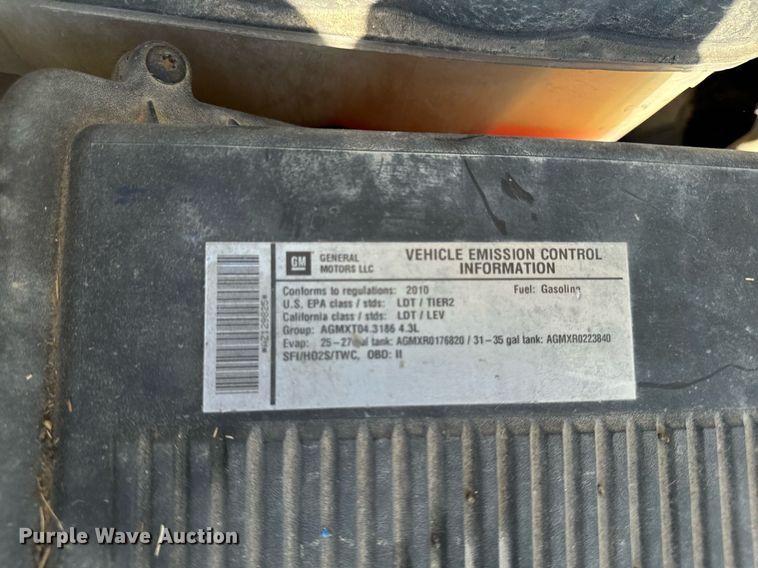 GM
GENERAL MOTORS LLC
VEHICLE EMISSION CONTROL
INFORMATION
Conforms to regulations: 2010 Fuel: Gasoline
U.S. EPA class / stds: LDT / TIER2
California class / stds: LDT / LEV
Group: AGMXT04.3186 4.3L
Evap: 25-27gal tank: AGMXR0176820 / 31-35 gal tank: AGMXR0223840
SFI/HO2S/TWC, OBD: II
Purple Wave Auction